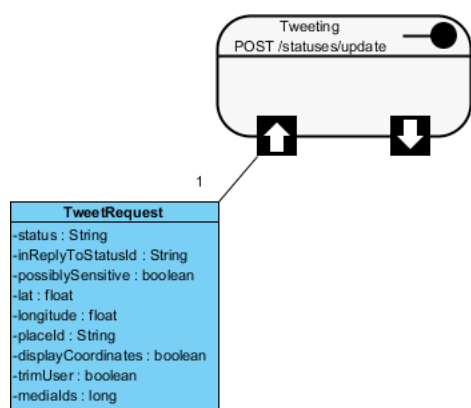 Tweeting
POST /statuses/update
1
TweetRequest
-status : String
-inReplyToStatusId : String
-possiblySensitive : boolean
-lat : float
-longitude : float
-placeId : String
-displayCoordinates : boolean
-trimUser : boolean
-mediaIds : long